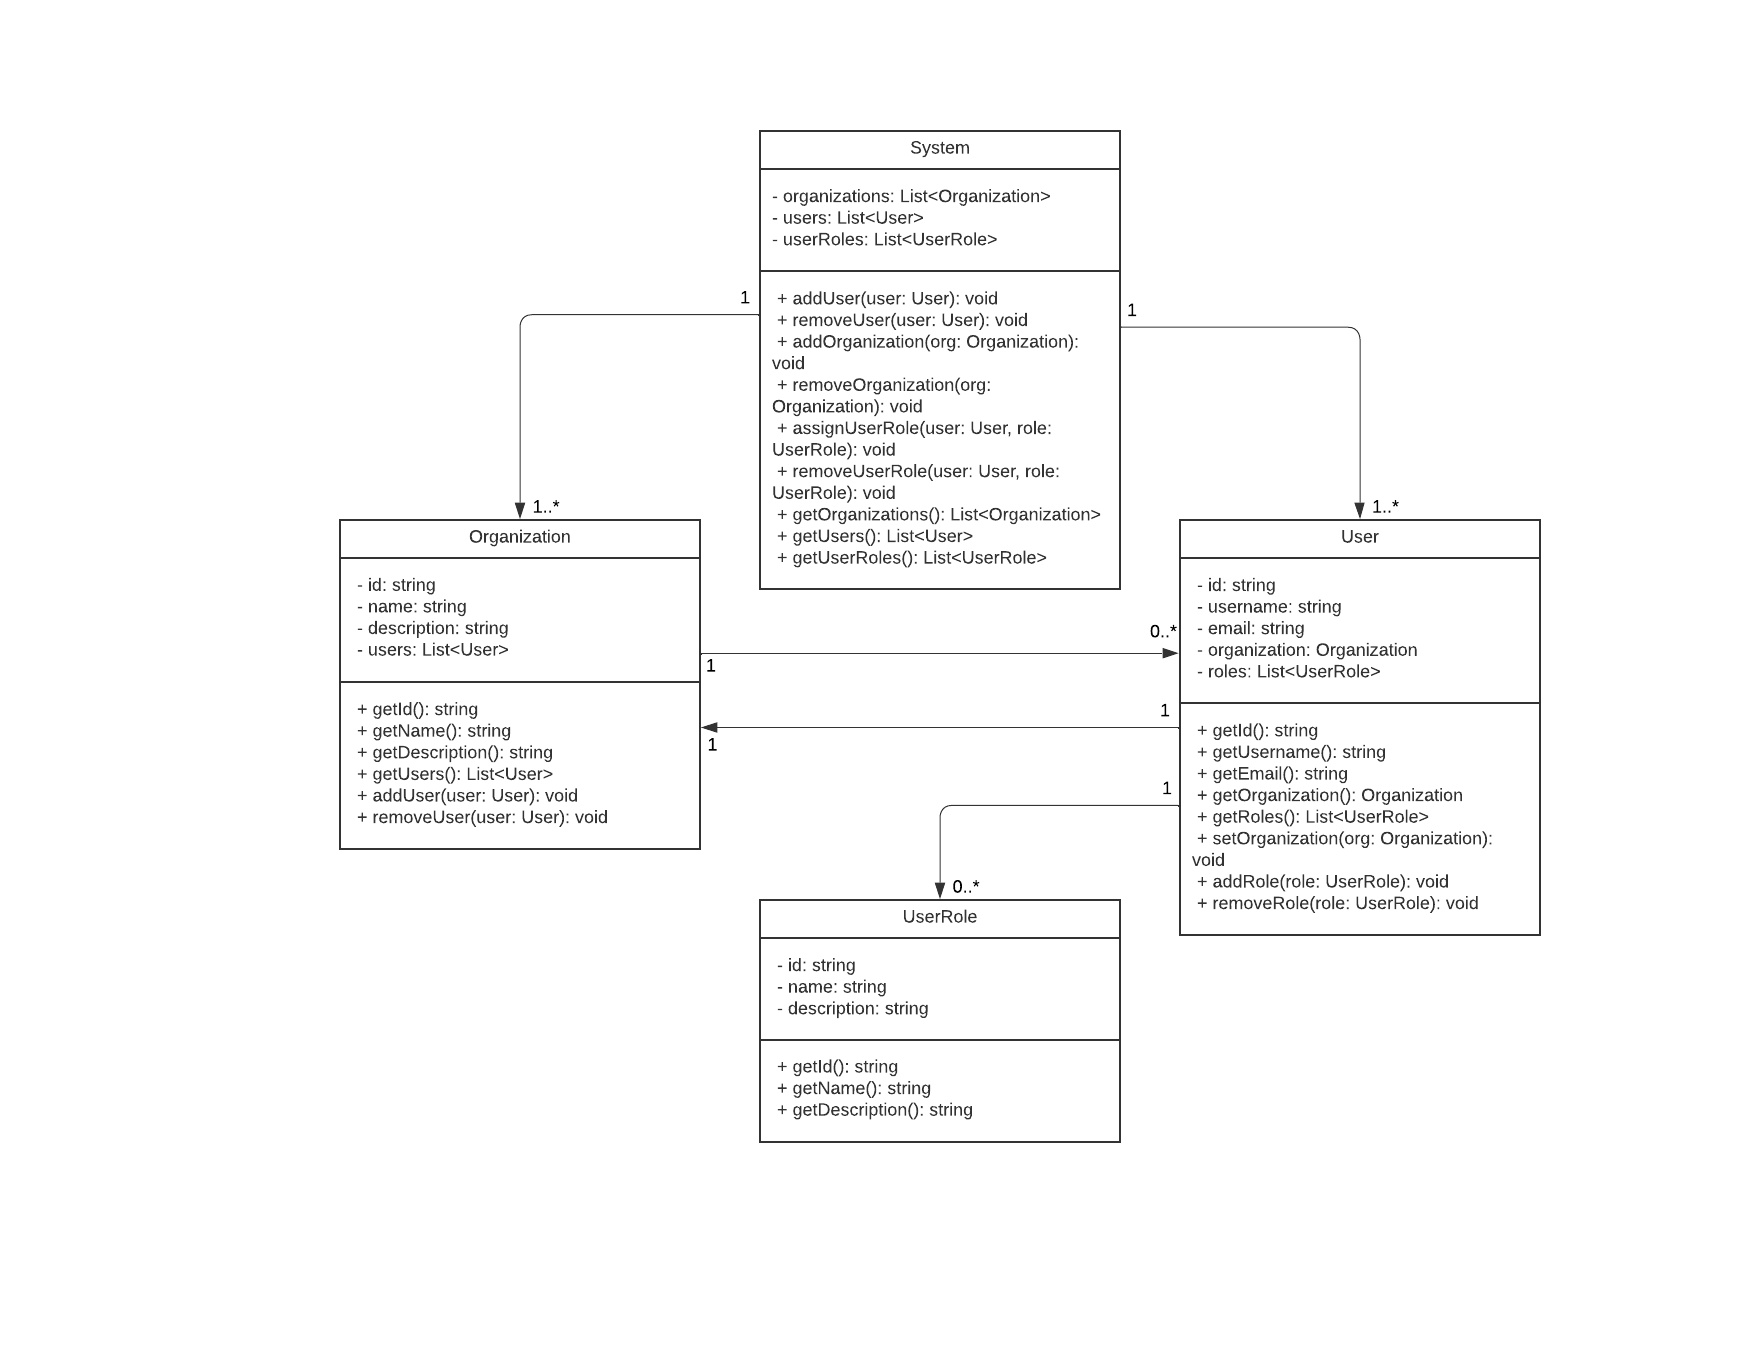 System
- organizations: List<Organization>
- users: List<User>
- userRoles: List<UserRole>
+ addUser(user: User): void
+ removeUser(user: User): void
+ addOrganization(org: Organization):
void
+ removeOrganization(org:
Organization): void
+ assignUserRole(user: User, role:
UserRole): void
+ removeUserRole(user: User, role:
UserRole): void
+ getOrganizations(): List<Organization>
+ getUsers(): List<User>
+ getUserRoles(): List<UserRole>
1
1
1..*
1..*
Organization
- id: string
- name: string
- description: string
- users: List<User>
+ getId(): string
+ getName(): string
+ getDescription(): string
+ getUsers(): List<User>
+ addUser(user: User): void
+ removeUser(user: User): void
User
- id: string
- username: string
- email: string
- organization: Organization
- roles: List<UserRole>
+ getId(): string
+ getUsername(): string
+ getEmail(): string
+ getOrganization(): Organization
+ getRoles(): List<UserRole>
+ setOrganization(org: Organization):
void
+ addRole(role: UserRole): void
+ removeRole(role: UserRole): void
0..*
1
1
1
1
0..*
UserRole
- id: string
- name: string
- description: string
+ getId(): string
+ getName(): string
+ getDescription(): string